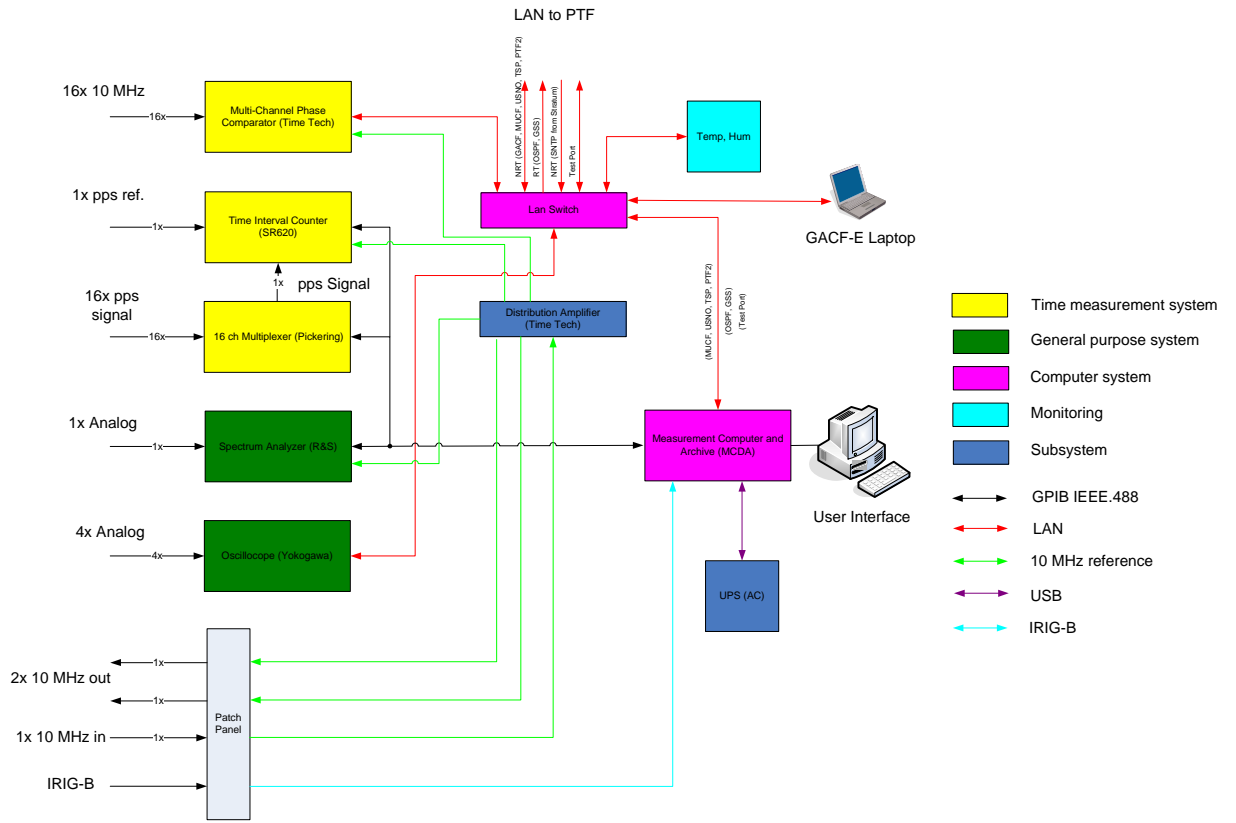 LAN to PTF
16x 10 MHz
16x
Multi-Channel Phase
Comparator (Time Tech)
NRT (GACF, MUCF, USNO, TSP, PTF2)
RT (OSPF, GSS)
NRT (SNTP from Stratum)
Test Port
Temp, Hum
1x pps ref.
1x
Time Interval Counter
(SR620)
Lan Switch
GACF-E Laptop
1x
pps Signal
16x pps
signal
16x
16 ch Multiplexer (Pickering)
Distribution Amplifier
(Time Tech)
(MUCF, USNO, TSP, PTF2)
(OSPF, GSS)
(Test Port)
1x Analog
1x
Spectrum Analyzer (R&S)
Measurement Computer and
Archive (MCDA)
User Interface
4x Analog
4x
Oscillocope (Yokogawa)
UPS (AC)
2x 10 MHz out
1x
1x
1x 10 MHz in
1x
IRIG-B
Patch
Panel
Time measurement system
General purpose system
Computer system
Monitoring
Subsystem
GPIB IEEE.488
LAN
10 MHz reference
USB
IRIG-B